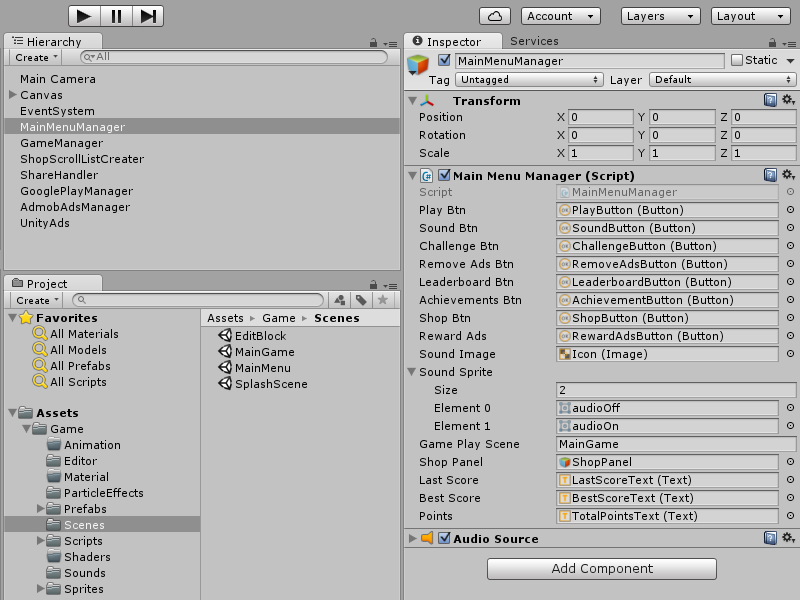 Account
Layers
Layout
Hierarchy
Create
All
Main Camera
Canvas
EventSystem
MainMenuManager
GameManager
ShopScrollListCreater
ShareHandler
GooglePlayManager
AdmobAdsManager
UnityAds
Project
Create
Favorites
All Materials
All Models
All Prefabs
All Scripts
Assets
Game
Animation
Editor
Material
ParticleEffects
Prefabs
Scenes
Scripts
Shaders
Sounds
Sprites
Assets Game Scenes
EditBlock
MainGame
MainMenu
SplashScene
Inspector Services
MainMenuManager Static
Tag Untagged Layer Default
Transform
Position X 0 Y 0 Z 0
Rotation X 0 Y 0 Z 0
Scale X 1 Y 1 Z 1
Main Menu Manager (Script)
Script MainMenuManager
Play Btn PlayButton (Button)
Sound Btn SoundButton (Button)
Challenge Btn ChallengeButton (Button)
Remove Ads Btn RemoveAdsButton (Button)
Leaderboard Btn LeaderboardButton (Button)
Achievements Btn AchievementButton (Button)
Shop Btn ShopButton (Button)
Reward Ads RewardAdsButton (Button)
Sound Image Icon (Image)
Sound Sprite
Size 2
Element 0 audioOff
Element 1 audioOn
Game Play Scene MainGame
Shop Panel ShopPanel
Last Score LastScoreText (Text)
Best Score BestScoreText (Text)
Points TotalPointsText (Text)
Audio Source
Add Component